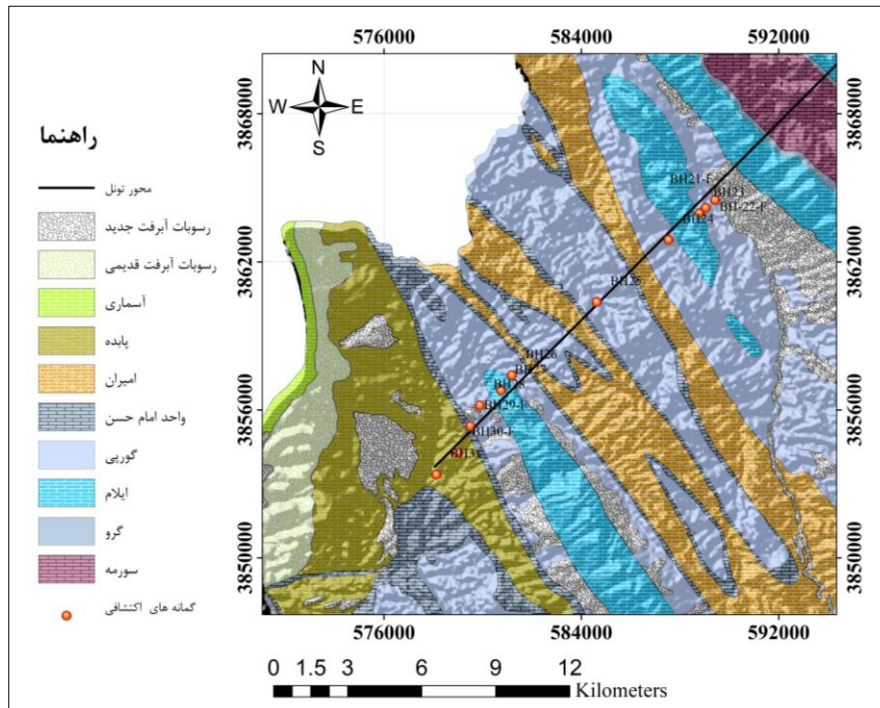 576000 584000 592000
N
W E
S
راهنما
محور تونل
رسوبات آبرفت جدید
رسوبات آبرفت قدیمی
آسماری
پابده
امیران
واحد امام حسن
گورپی
ایلام
گرو
سورمه
گمانه های اکتشافی
3868000
3862000
3856000
3850000
3868000
3862000
3856000
3850000
BH21-F
BH23
BH-22-F
BH24
BH26
BH27
BH29-F
BH30-F
576000 584000 592000
0 1.5 3 6 9 12
Kilometers